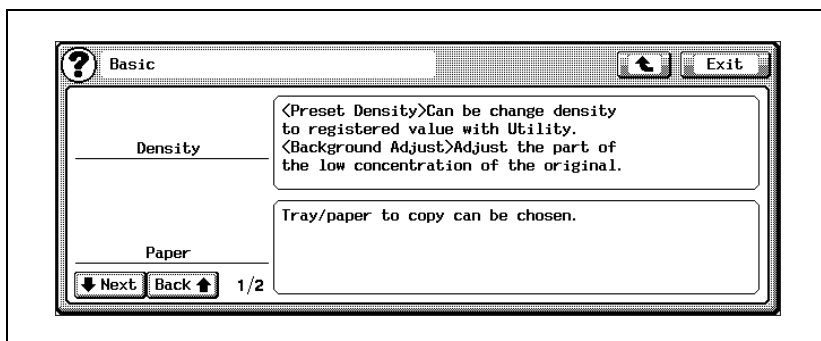 ?
Basic
Exit
Density
<Preset Density>Can be change density
to registered value with Utility.
<Background Adjust>Adjust the part of
the low concentration of the original.
Paper
Tray/paper to copy can be chosen.
Next Back 1/2